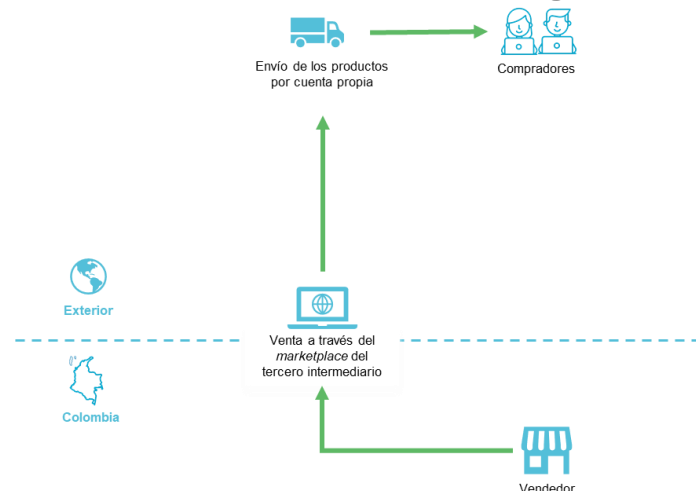 Envío de los productos
por cuenta propia
Compradores
Exterior
Venta a través del
marketplace del
tercero intermediario
Colombia
Vendedor